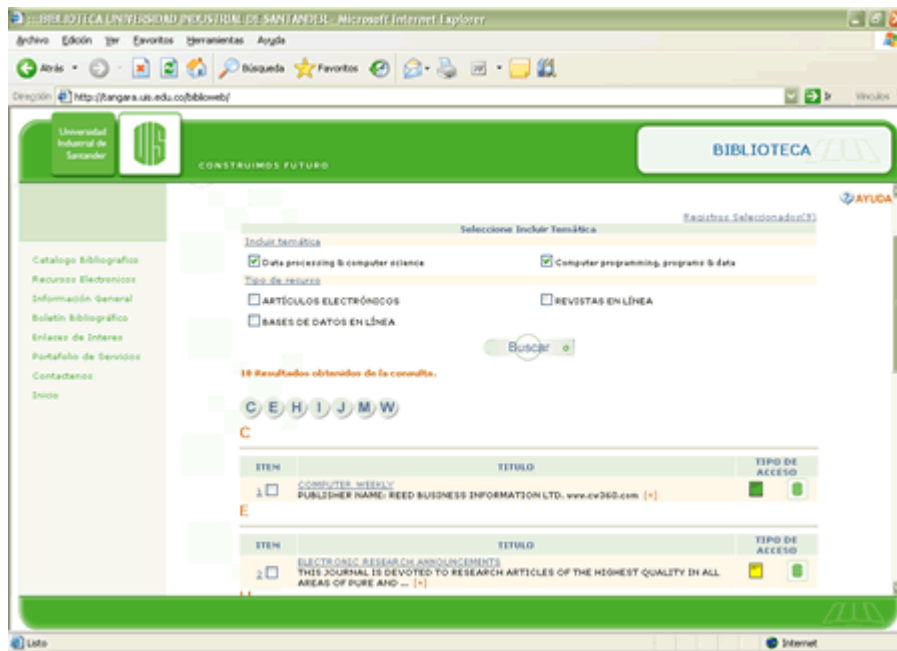 :::BIBLIOTECA UNIVERSIDAD INDUSTRIAL DE SANTANDER - Microsoft Internet Explorer
Archivo Edición Ver Favoritos Herramientas Ayuda
Atrás Búsqueda Favoritos
Dirección http://tangara.uis.edu.co/biblioweb/ Ir Vínculos
Universidad
Industrial de
Santander
UIS
CONSTRUIMOS FUTURO
BIBLIOTECA
AYUDA
Registros Seleccionados(3)
Seleccione Incluir Temática
Incluir temática
Data processing & computer science
Computer programming, programs & data
Tipo de recurso
ARTÍCULOS ELECTRÓNICOS
REVISTAS EN LÍNEA
BASES DE DATOS EN LÍNEA
Buscar
10 Resultados obtenidos de la consulta.
Catalogo Bibliografico
Recursos Electronicos
Información General
Boletín Bibliográfico
Enlaces de Interes
Portafolio de Servicios
Contactenos
Inicio
C E H I J M W
C
ITEM TITULO TIPO DE ACCESO
1 COMPUTER WEEKLY
PUBLISHER NAME: REED BUSINESS INFORMATION LTD. www.cw360.com [+]
E
ITEM TITULO TIPO DE ACCESO
2 ELECTRONIC RESEARCH ANNOUNCEMENTS
THIS JOURNAL IS DEVOTED TO RESEARCH ARTICLES OF THE HIGHEST QUALITY IN ALL
AREAS OF PURE AND ... [+]
Listo Internet